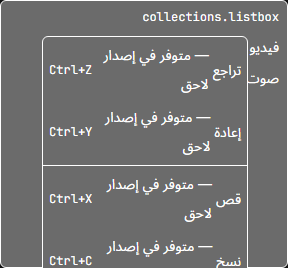 collections.listbox
فيديو
صوت
تراجع — متوفر في إصدار لاحق Ctrl+Z
إعادة — متوفر في إصدار لاحق Ctrl+Y
قص — متوفر في إصدار لاحق Ctrl+X
نسخ — متوفر في إصدار Ctrl+C